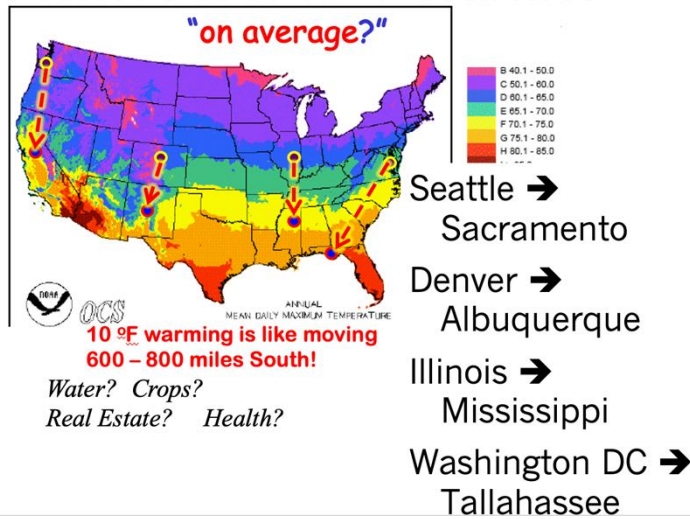 "on average?"
B 40.1 - 50.0
C 50.1 - 60.0
D 60.1 - 65.0
E 65.1 - 70.0
F 70.1 - 75.0
G 75.1 - 80.0
H 80.1 - 85.0
Seattle ➔
Sacramento
Denver ➔
Albuquerque
Illinois ➔
Mississippi
Washington DC ➔
Tallahassee
NOAA
OCS
ANNUAL
MEAN DAILY MAXIMUM TEMPERATURE
10 ºF warming is like moving
600 – 800 miles South!
Water? Crops?
Real Estate? Health?